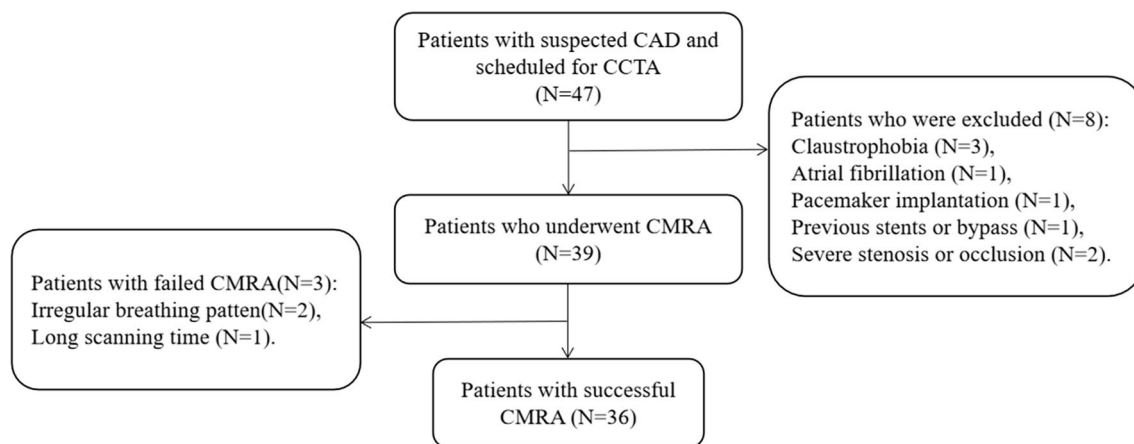 Patients with suspected CAD and
scheduled for CCTA
(N=47)
Patients who were excluded (N=8):
Claustrophobia (N=3),
Atrial fibrillation (N=1),
Pacemaker implantation (N=1),
Previous stents or bypass (N=1),
Severe stenosis or occlusion (N=2).
Patients who underwent CMRA
(N=39)
Patients with failed CMRA(N=3):
Irregular breathing patten(N=2),
Long scanning time (N=1).
Patients with successful
CMRA (N=36)